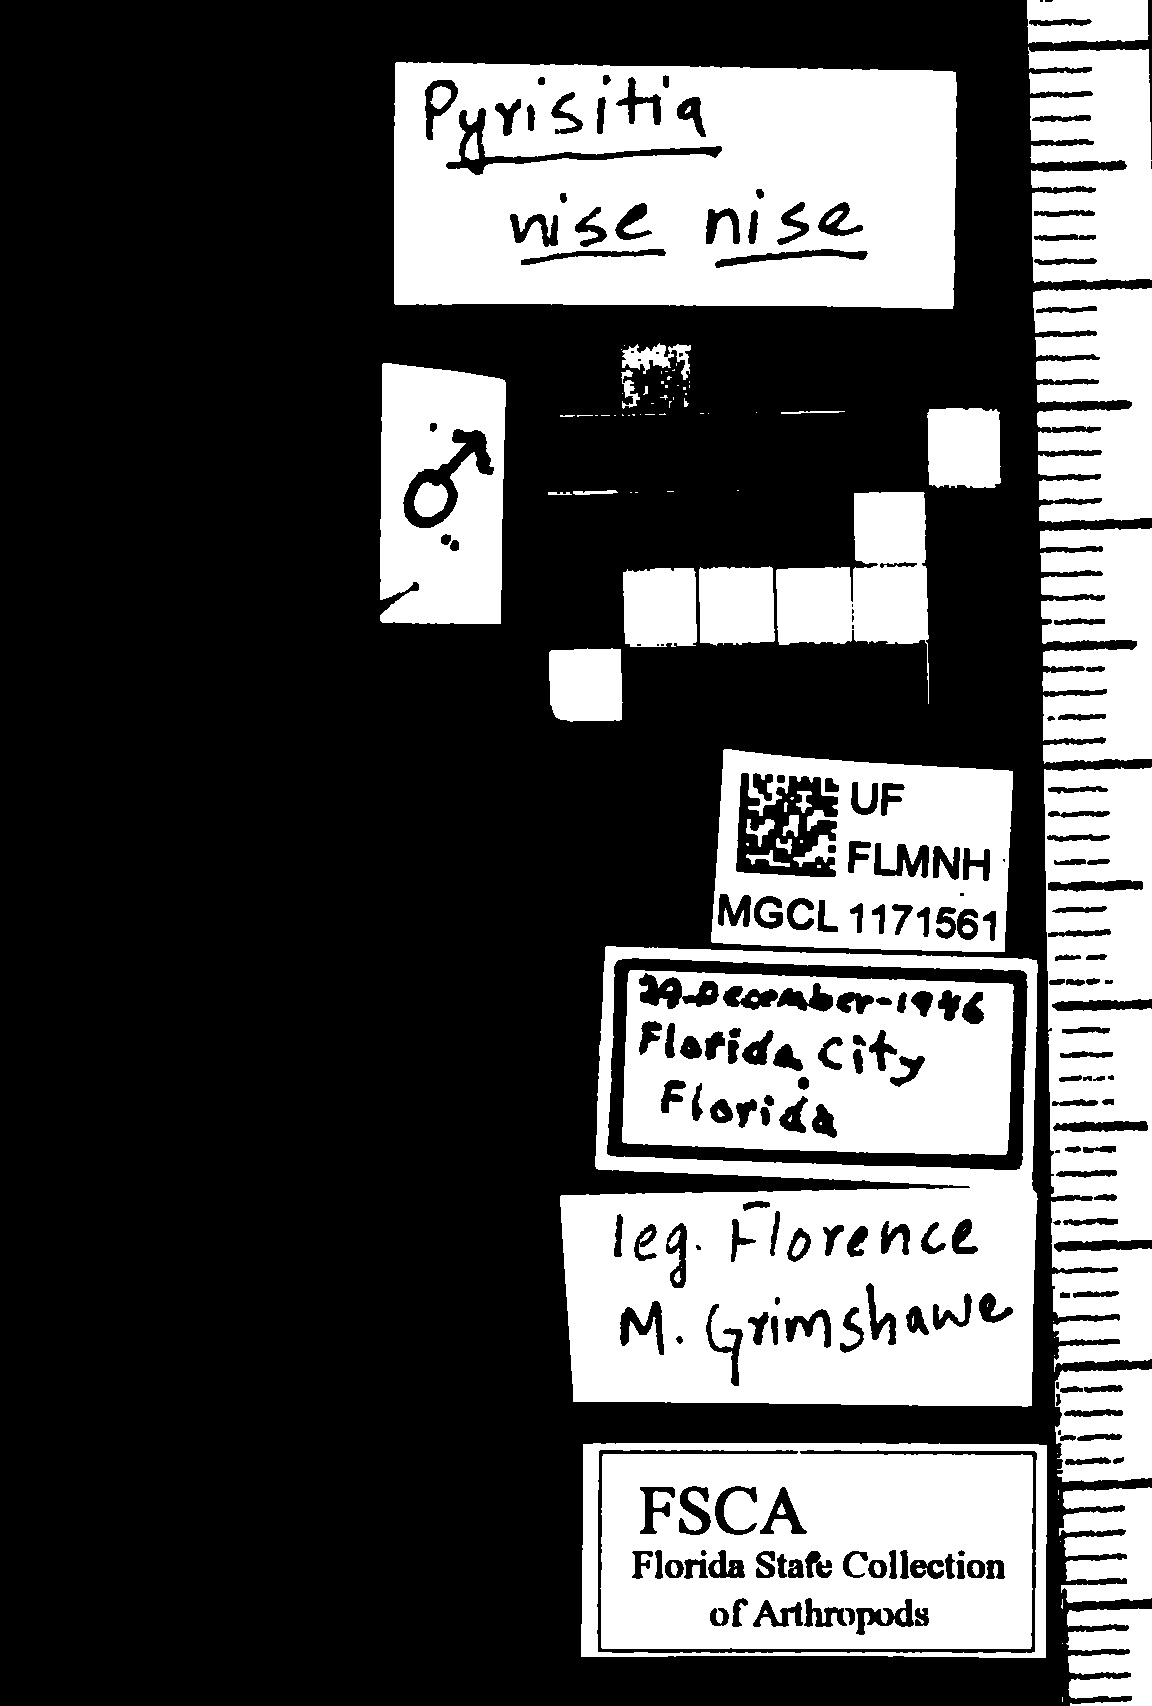 Pyrisitia
nise nise
♂
UF
FLMNH
MGCL 1171561
29-December-1946
Florida City
Florida
leg. Florence
M. Grimshawe
FSCA
Florida State Collection
of Arthropods